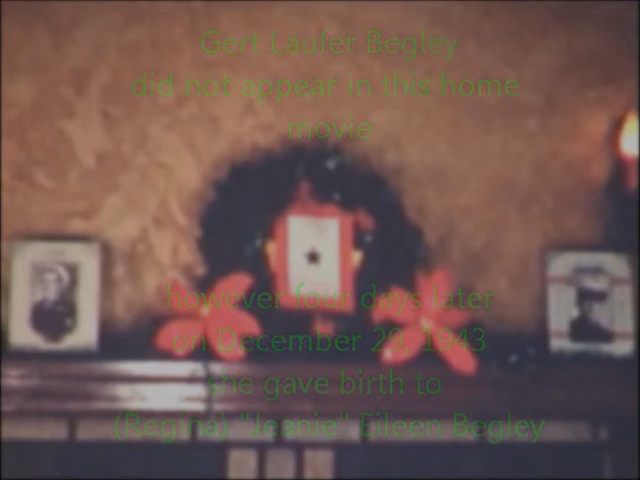 Gert Laufer Begley
did not appear in this home
movie
however four days later
on December 29, 1943
she gave birth to
(Regina) "Jeanie" Eileen Begley